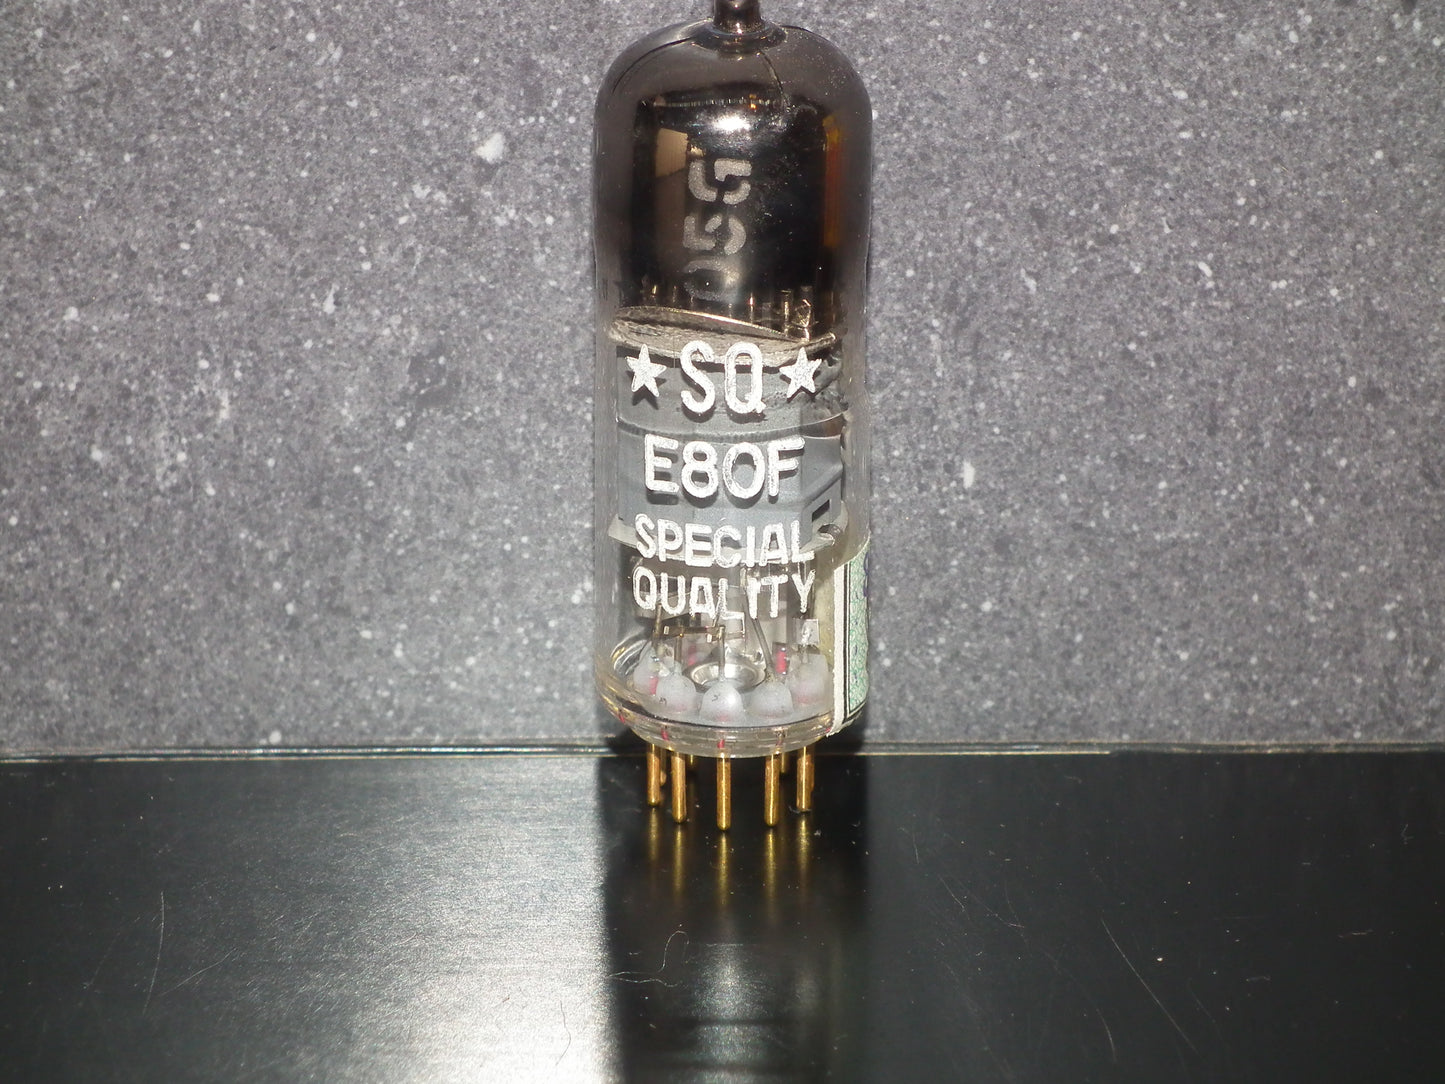 ★ SQ ★
E80F
SPECIAL
QUALITY